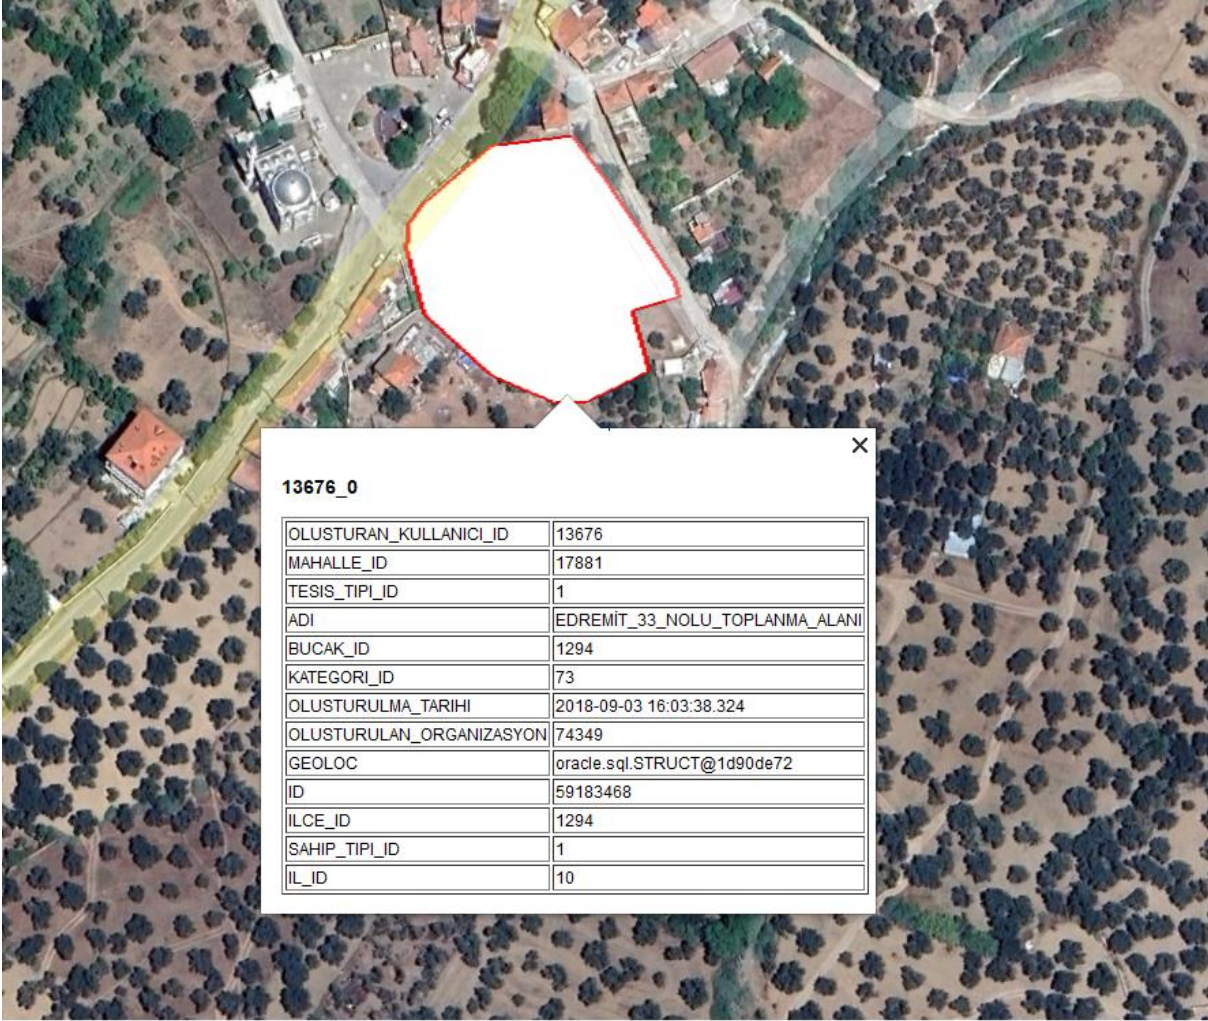 13676_0
OLUSTURAN_KULLANICI_ID 13676
MAHALLE_ID 17881
TESIS_TIPI_ID 1
ADI EDREMİT_33_NOLU_TOPLANMA_ALANI
BUCAK_ID 1294
KATEGORI_ID 73
OLUSTURULMA_TARIHI 2018-09-03 16:03:38.324
OLUSTURULAN_ORGANIZASYON 74349
GEOLOC oracle.sql.STRUCT@1d90de72
ID 59183468
ILCE_ID 1294
SAHIP_TIPI_ID 1
IL_ID 10